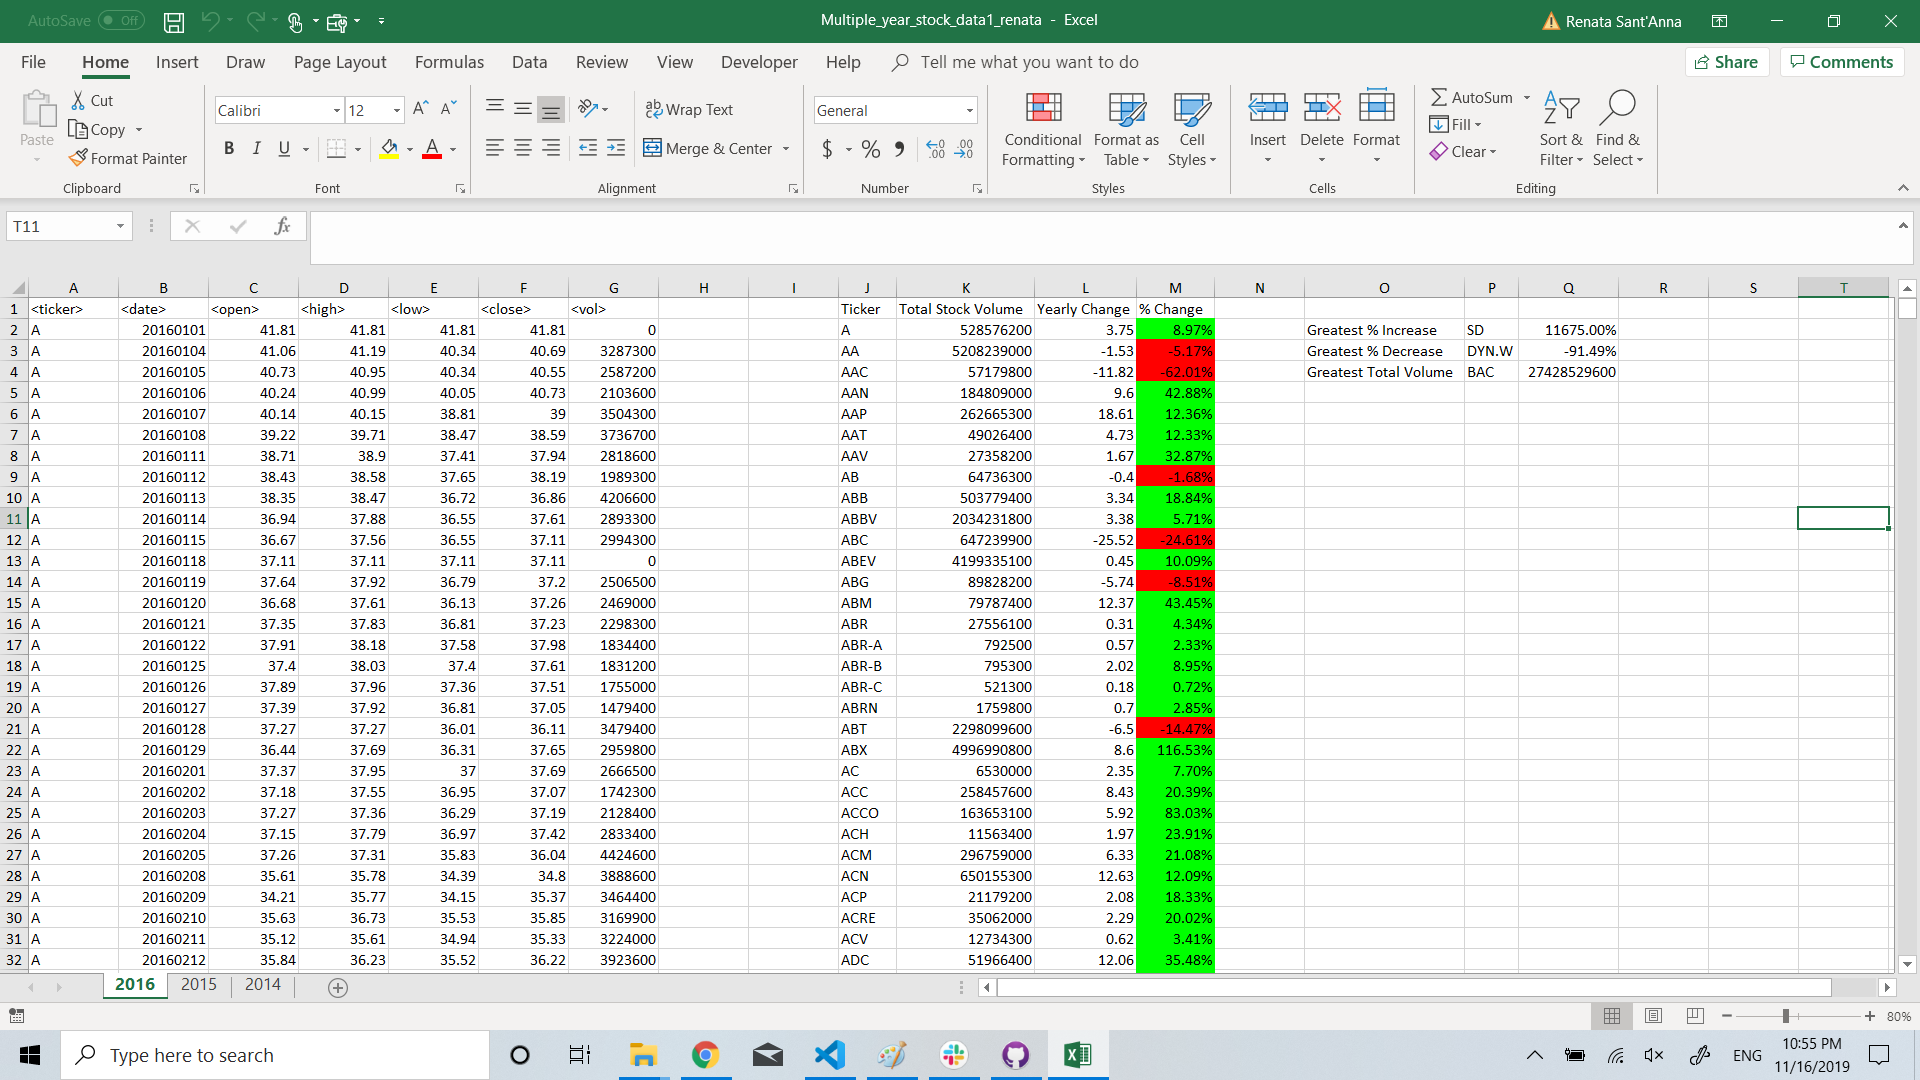 AutoSave Off
Multiple_year_stock_data1_renata - Excel
Renata Sant'Anna
File Home Insert Draw Page Layout Formulas Data Review View Developer Help Tell me what you want to do Share Comments
Cut
Copy
Format Painter
Paste
Clipboard
Calibri 12
B I U
Font
Wrap Text
Merge & Center
Alignment
General
$ % ,
Number
Conditional Formatting
Format as Table
Cell Styles
Styles
Insert Delete Format
Cells
AutoSum
Fill
Clear
Sort & Filter
Find & Select
Editing
T11 fx
A B C D E F G H I J K L M N O P Q R S T
1 <ticker> <date> <open> <high> <low> <close> <vol> Ticker Total Stock Volume Yearly Change % Change
2 A 20160101 41.81 41.81 41.81 41.81 0 A 528576200 3.75 8.97% Greatest % Increase SD 11675.00%
3 A 20160104 41.06 41.19 40.34 40.69 3287300 AA 5208239000 -1.53 -5.17% Greatest % Decrease DYN.W -91.49%
4 A 20160105 40.73 40.95 40.34 40.55 2587200 AAC 57179800 -11.82 -62.01% Greatest Total Volume BAC 27428529600
5 A 20160106 40.24 40.99 40.05 40.73 2103600 AAN 184809000 9.6 42.88%
6 A 20160107 40.14 40.15 38.81 39 3504300 AAP 262665300 18.61 12.36%
7 A 20160108 39.22 39.71 38.47 38.59 3736700 AAT 49026400 4.73 12.33%
8 A 20160111 38.71 38.9 37.41 37.94 2818600 AAV 27358200 1.67 32.87%
9 A 20160112 38.43 38.58 37.65 38.19 1989300 AB 64736300 -0.4 -1.68%
10 A 20160113 38.35 38.47 36.72 36.86 4206600 ABB 503779400 3.34 18.84%
11 A 20160114 36.94 37.88 36.55 37.61 2893300 ABBV 2034231800 3.38 5.71%
12 A 20160115 36.67 37.56 36.55 37.11 2994300 ABC 647239900 -25.52 -24.61%
13 A 20160118 37.11 37.11 37.11 37.11 0 ABEV 4199335100 0.45 10.09%
14 A 20160119 37.64 37.92 36.79 37.2 2506500 ABG 89828200 -5.74 -8.51%
15 A 20160120 36.68 37.61 36.13 37.26 2469000 ABM 79787400 12.37 43.45%
16 A 20160121 37.35 37.83 36.81 37.23 2298300 ABR 27556100 0.31 4.34%
17 A 20160122 37.91 38.18 37.58 37.98 1834400 ABR-A 792500 0.57 2.33%
18 A 20160125 37.4 38.03 37.4 37.61 1831200 ABR-B 795300 2.02 8.95%
19 A 20160126 37.89 37.96 37.36 37.51 1755000 ABR-C 521300 0.18 0.72%
20 A 20160127 37.39 37.92 36.81 37.05 1479400 ABRN 1759800 0.7 2.85%
21 A 20160128 37.27 37.27 36.01 36.11 3479400 ABT 2298099600 -6.5 -14.47%
22 A 20160129 36.44 37.69 36.31 37.65 2959800 ABX 4996990800 8.6 116.53%
23 A 20160201 37.37 37.95 37 37.69 2666500 AC 6530000 2.35 7.70%
24 A 20160202 37.18 37.55 36.95 37.07 1742300 ACC 258457600 8.43 20.39%
25 A 20160203 37.27 37.36 36.29 37.19 2128400 ACCO 163653100 5.92 83.03%
26 A 20160204 37.15 37.79 36.97 37.42 2833400 ACH 11563400 1.97 23.91%
27 A 20160205 37.26 37.31 35.83 36.04 4424600 ACM 296759000 6.33 21.08%
28 A 20160208 35.61 35.78 34.39 34.8 3888600 ACN 650155300 12.63 12.09%
29 A 20160209 34.21 35.77 34.15 35.37 3464400 ACP 21179200 2.08 18.33%
30 A 20160210 35.63 36.73 35.53 35.85 3169900 ACRE 35062000 2.29 20.02%
31 A 20160211 35.12 35.61 34.94 35.33 3224000 ACV 12734300 0.62 3.41%
32 A 20160212 35.84 36.23 35.52 36.22 3923600 ADC 51966400 12.06 35.48%
2016 2015 2014
80%
Type here to search
ENG
10:55 PM
11/16/2019